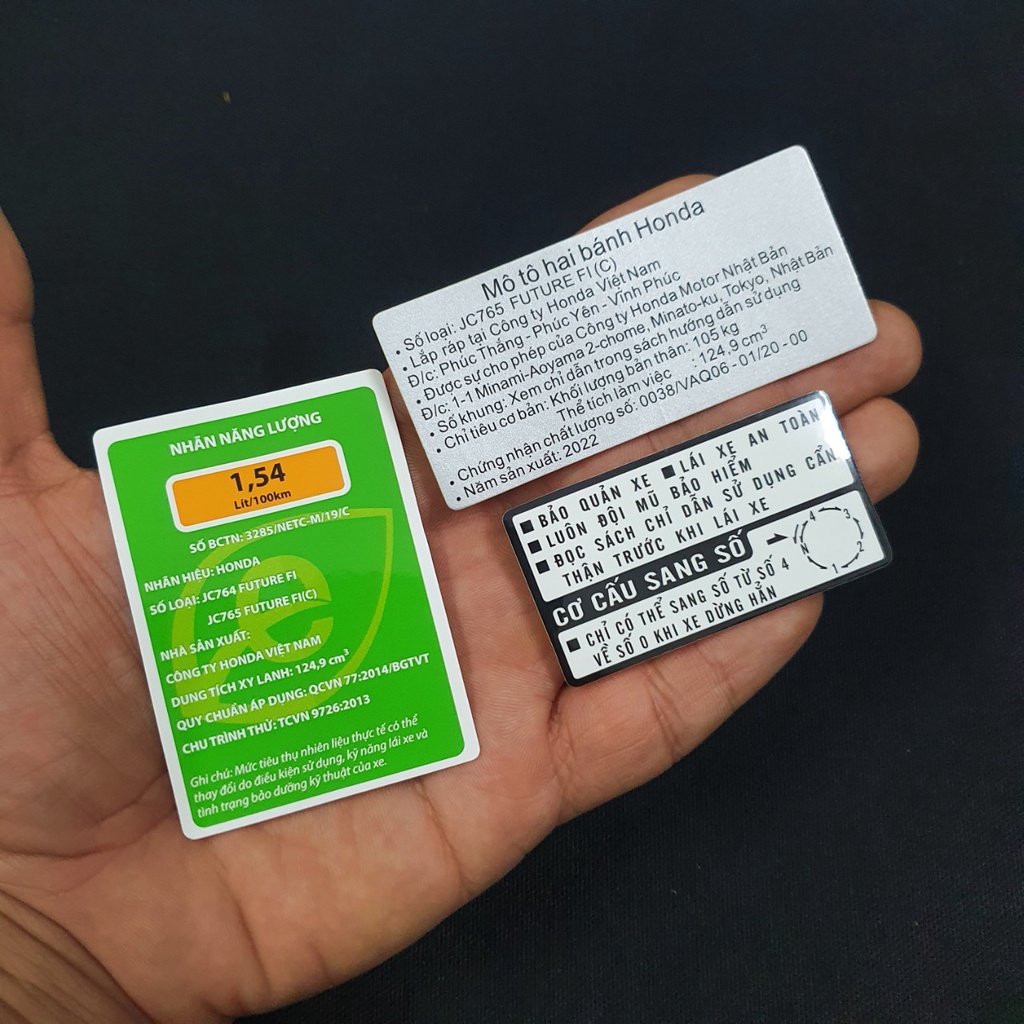 NHÃN NĂNG LƯỢNG
1,54
Lít/100km
SỐ BCTN: 3285/NETC-M/19/C
NHÃN HIỆU: HONDA
SỐ LOẠI: JC764 FUTURE FI
JC765 FUTURE FI(C)
NHÀ SẢN XUẤT:
CÔNG TY HONDA VIỆT NAM
DUNG TÍCH XY LANH: 124,9 cm³
QUY CHUẨN ÁP DỤNG: QCVN 77:2014/BGTVT
CHU TRÌNH THỬ: TCVN 9726:2013
Ghi chú: Mức tiêu thụ nhiên liệu thực tế có thể
thay đổi do điều kiện sử dụng, kỹ năng lái xe và
tình trạng bảo dưỡng kỹ thuật của xe.
Mô tô hai bánh Honda
• Số loại: JC765 FUTURE FI (C)
• Lắp ráp tại Công ty Honda Việt Nam
Đ/c: Phúc Thắng - Phúc Yên - Vĩnh Phúc
• Được sự cho phép của Công ty Honda Motor Nhật Bản
Đ/c: 1-1 Minami-Aoyama 2-chome, Minato-ku, Tokyo, Nhật Bản
• Số khung: Xem chỉ dẫn trong sách hướng dẫn sử dụng
• Chỉ tiêu cơ bản: Khối lượng bản thân: 105 kg
Thể tích làm việc : 124,9 cm³
• Chứng nhận chất lượng số: 0038/VAQ06 - 01/20 - 00
• Năm sản xuất: 2022
■ BẢO QUẢN XE ■ LÁI XE AN TOÀN
■ LUÔN ĐỘI MŨ BẢO HIỂM
■ ĐỌC SÁCH CHỈ DẪN SỬ DỤNG CẨN
THẬN TRƯỚC KHI LÁI XE
CƠ CẤU SANG SỐ
N 4 3 2 1
■ CHỈ CÓ THỂ SANG SỐ TỪ SỐ 4
VỀ SỐ 0 KHI XE DỪNG HẲN